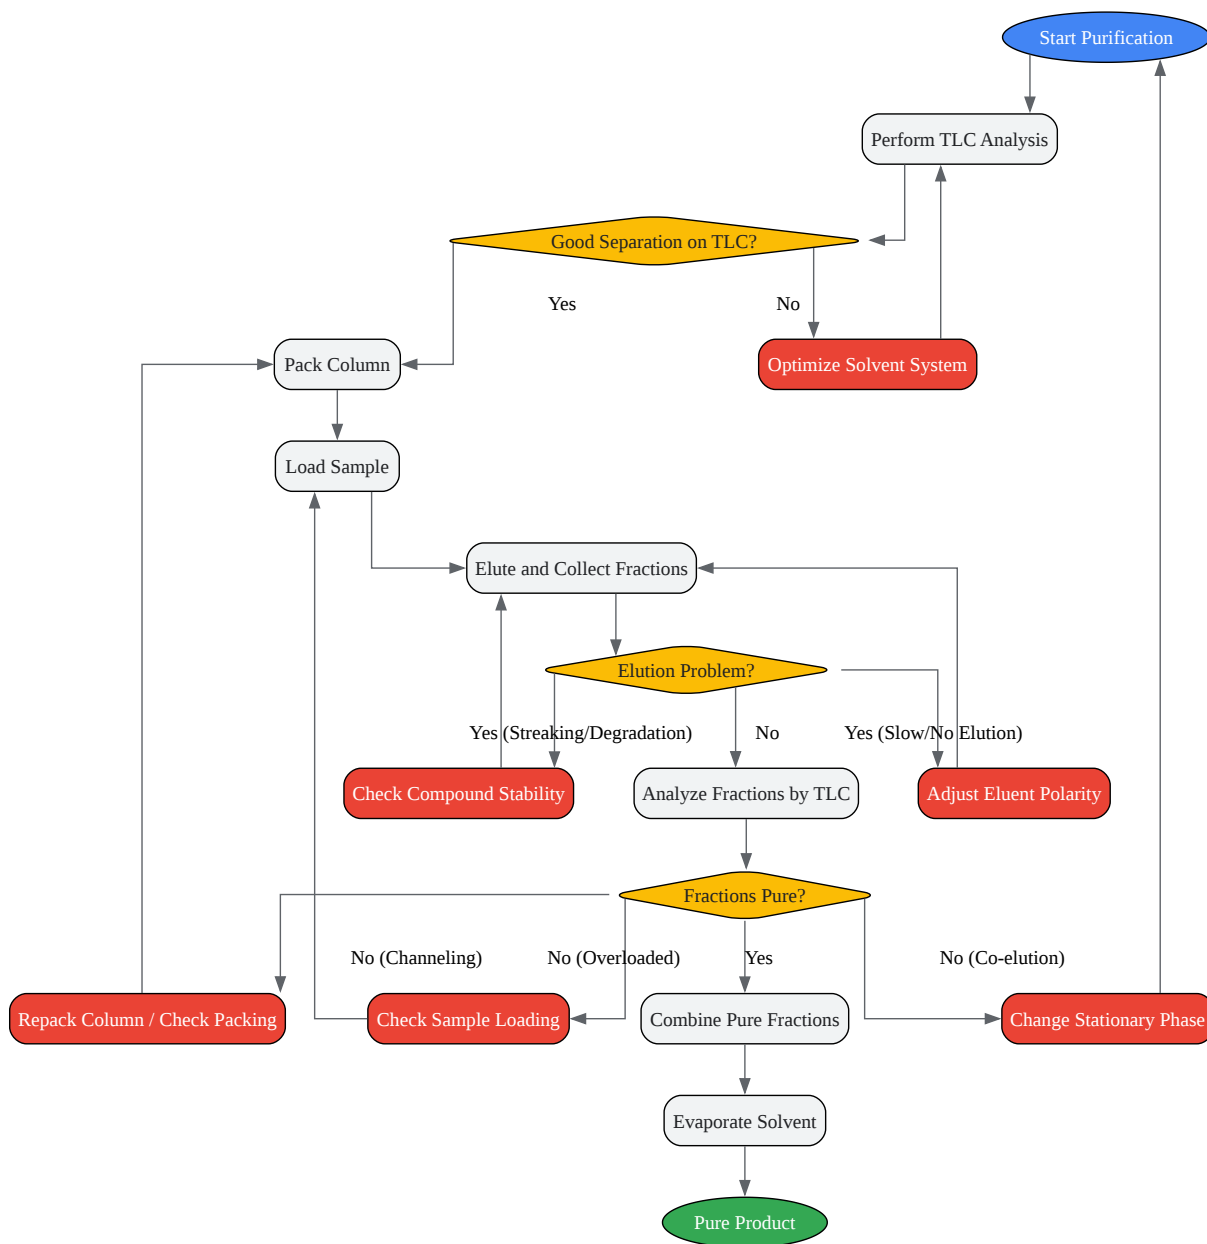 Start Purification
Perform TLC Analysis
Good Separation on TLC?
Yes
No
Pack Column
Optimize Solvent System
Load Sample
Elute and Collect Fractions
Elution Problem?
Yes (Streaking/Degradation)
No
Yes (Slow/No Elution)
Check Compound Stability
Analyze Fractions by TLC
Adjust Eluent Polarity
Fractions Pure?
No (Channeling)
No (Overloaded)
Yes
No (Co-elution)
Repack Column / Check Packing
Check Sample Loading
Combine Pure Fractions
Change Stationary Phase
Evaporate Solvent
Pure Product